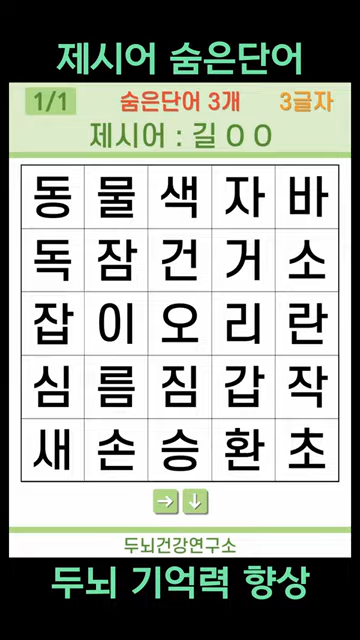 제시어 숨은단어
1/1 숨은단어 3개 3글자
제시어 : 길 O O
동 물 색 자 바
독 잠 건 거 소
잡 이 오 리 란
심 름 짐 갑 작
새 손 승 환 초
→ ↓
두뇌건강연구소
두뇌 기억력 향상